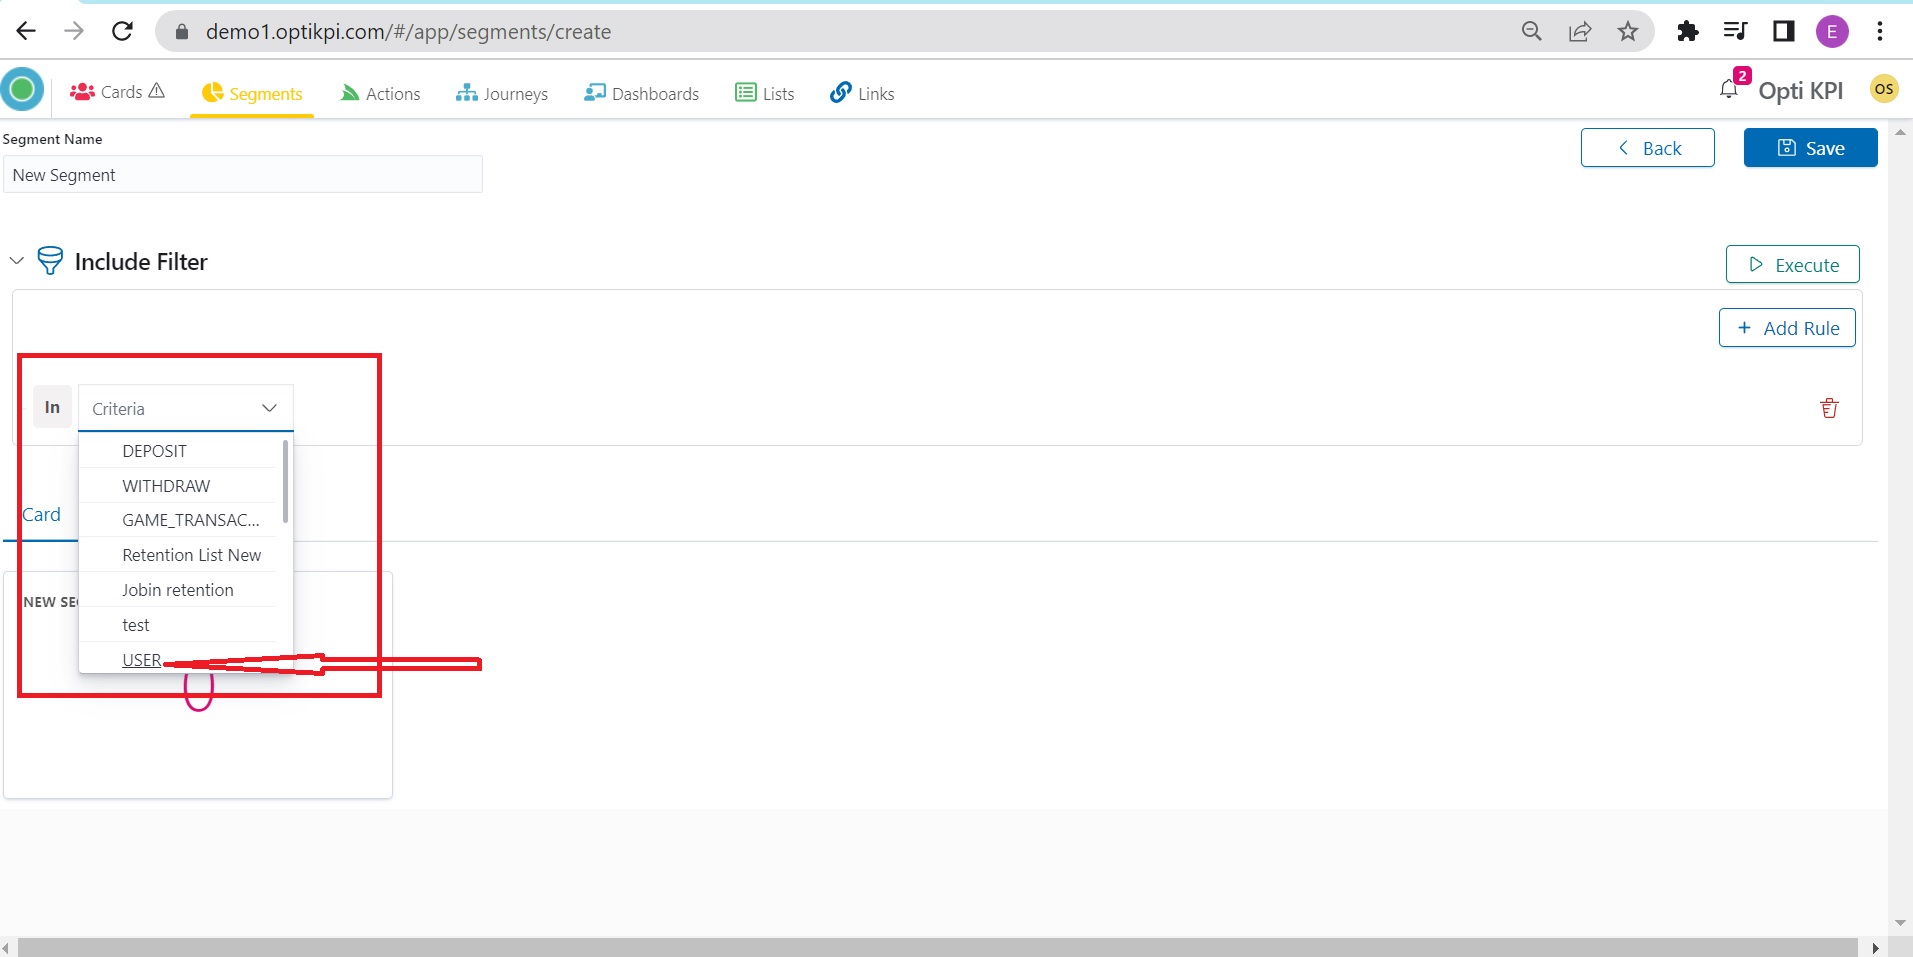 demo1.optikpi.com/#/app/segments/create
E
Cards
Segments
Actions
Journeys
Dashboards
Lists
Links
2
Opti KPI
OS
Segment Name
New Segment
Back
Save
Include Filter
Execute
Add Rule
In
Criteria
DEPOSIT
WITHDRAW
GAME_TRANSAC...
Retention List New
Jobin retention
test
USER
Card
NEW SE
0